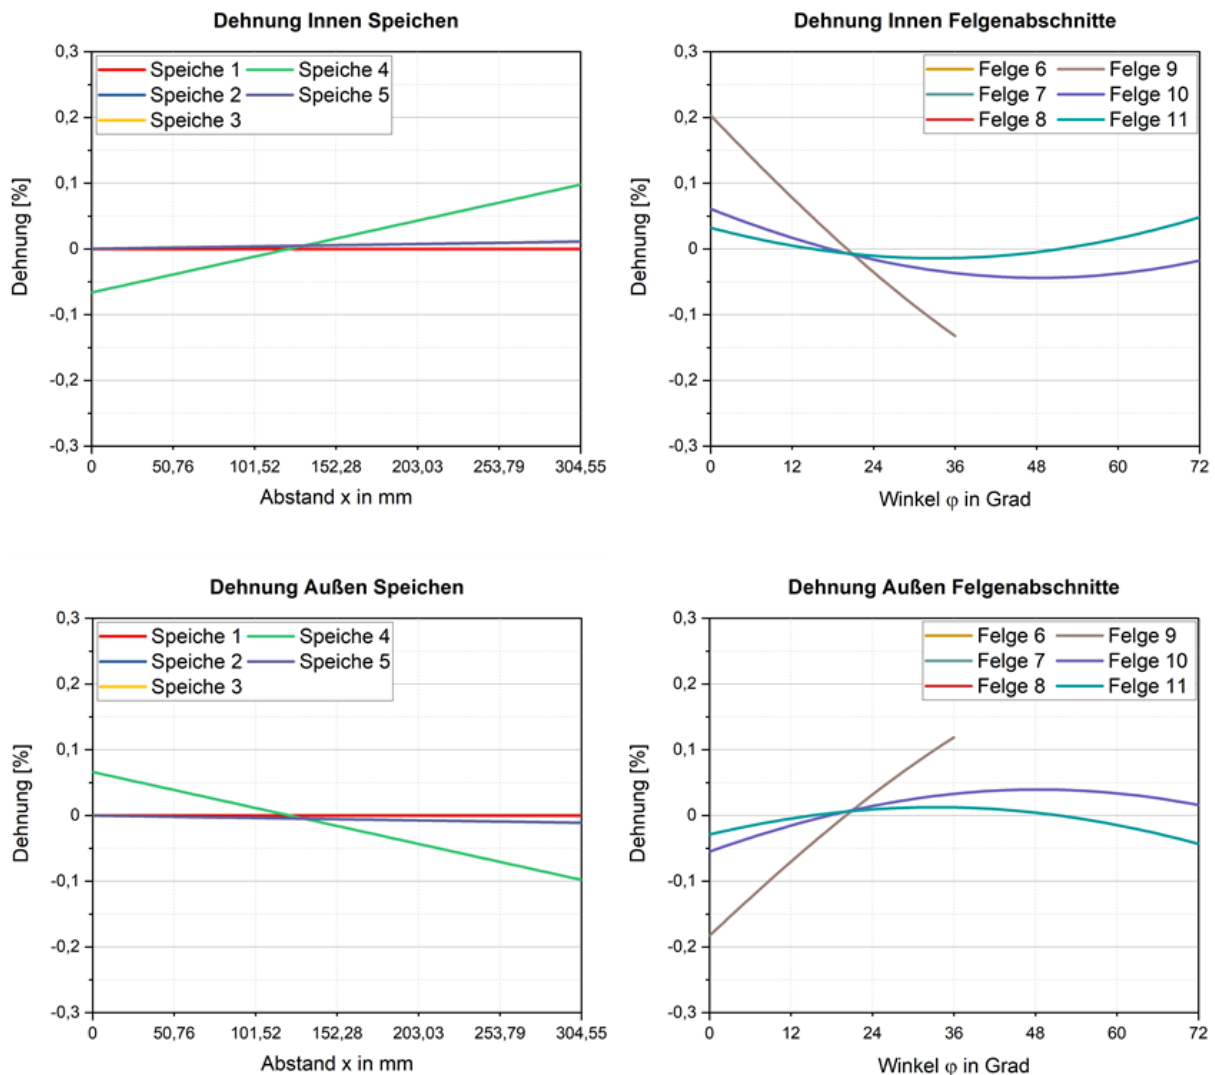 Dehnung Innen Speichen
Dehnung [%]
0,3
0,2
0,1
0
-0,1
-0,2
-0,3
Speiche 1 Speiche 4
Speiche 2 Speiche 5
Speiche 3
0 50,76 101,52 152,28 203,03 253,79 304,55
Abstand x in mm
Dehnung Innen Felgenabschnitte
Dehnung [%]
0,3
0,2
0,1
0
-0,1
-0,2
-0,3
Felge 6 Felge 9
Felge 7 Felge 10
Felge 8 Felge 11
0 12 24 36 48 60 72
Winkel φ in Grad
Dehnung Außen Speichen
Dehnung [%]
0,3
0,2
0,1
0
-0,1
-0,2
-0,3
Speiche 1 Speiche 4
Speiche 2 Speiche 5
Speiche 3
0 50,76 101,52 152,28 203,03 253,79 304,55
Abstand x in mm
Dehnung Außen Felgenabschnitte
Dehnung [%]
0,3
0,2
0,1
0
-0,1
-0,2
-0,3
Felge 6 Felge 9
Felge 7 Felge 10
Felge 8 Felge 11
0 12 24 36 48 60 72
Winkel φ in Grad